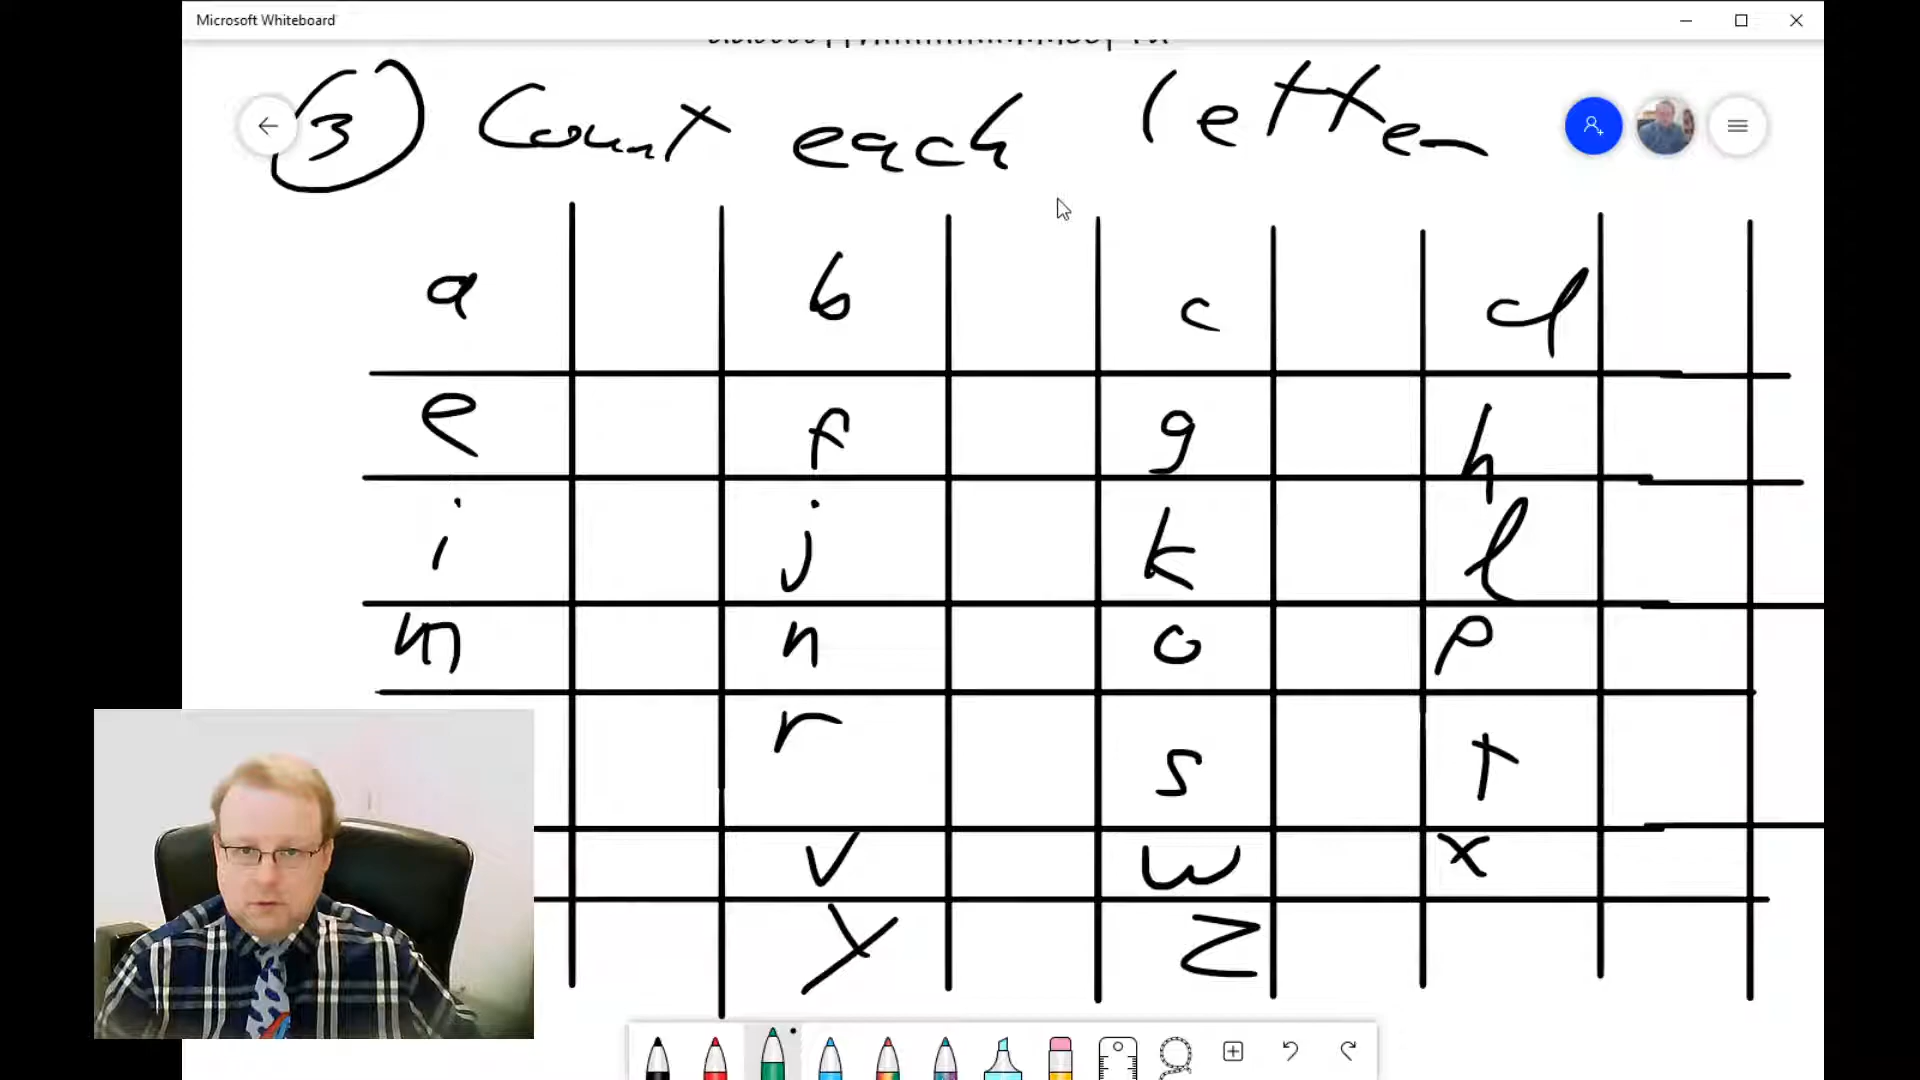 Microsoft Whiteboard
3) Count each letter
a b c d
e f g h
i j k l
m n o p
r s t
v w x
y z